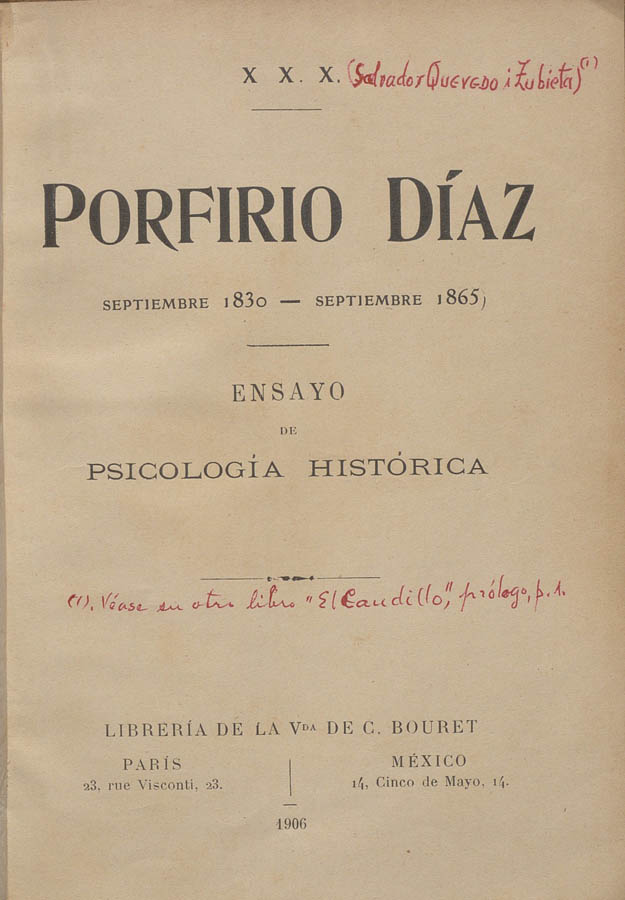 X X. X. (Salvador Quevedo i Zubieta) (1)
PORFIRIO DÍAZ
SEPTIEMBRE 1830 — SEPTIEMBRE 1865)
ENSAYO
DE
PSICOLOGÍA HISTÓRICA
(1). Véase su otro libro "El Caudillo", prólogo, p. 1.
LIBRERÍA DE LA Vda DE C. BOURET
PARÍS
23, rue Visconti, 23.
MÉXICO
14, Cinco de Mayo, 14.
1906